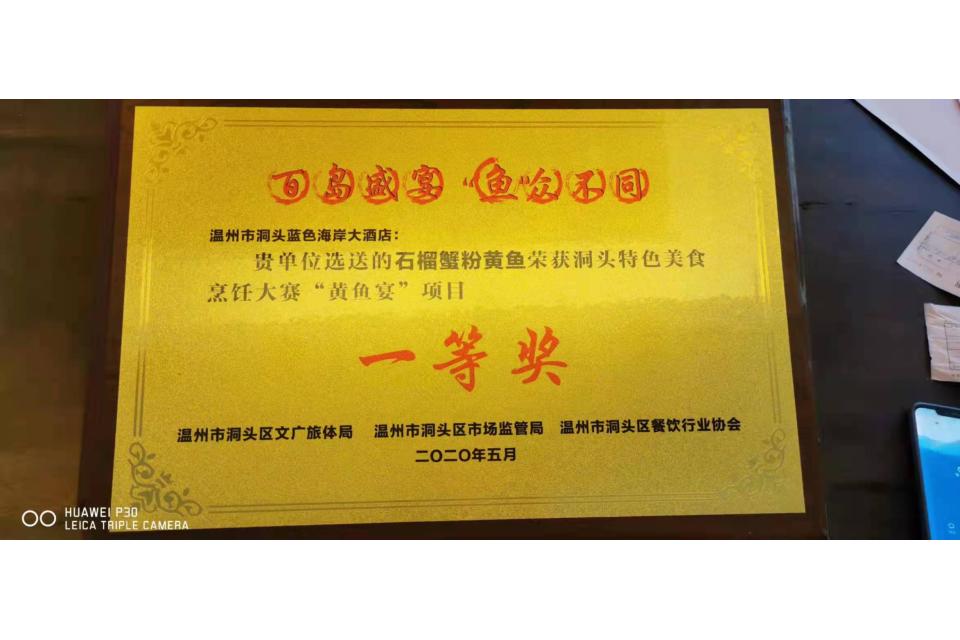 百岛盛宴 “鱼”众不同
温州市洞头蓝色海岸大酒店：
贵单位选送的石榴蟹粉黄鱼荣获洞头特色美食
烹饪大赛“黄鱼宴”项目
一等奖
温州市洞头区文广旅体局 温州市洞头区市场监管局 温州市洞头区餐饮行业协会
二〇二〇年五月
HUAWEI P30
LEICA TRIPLE CAMERA